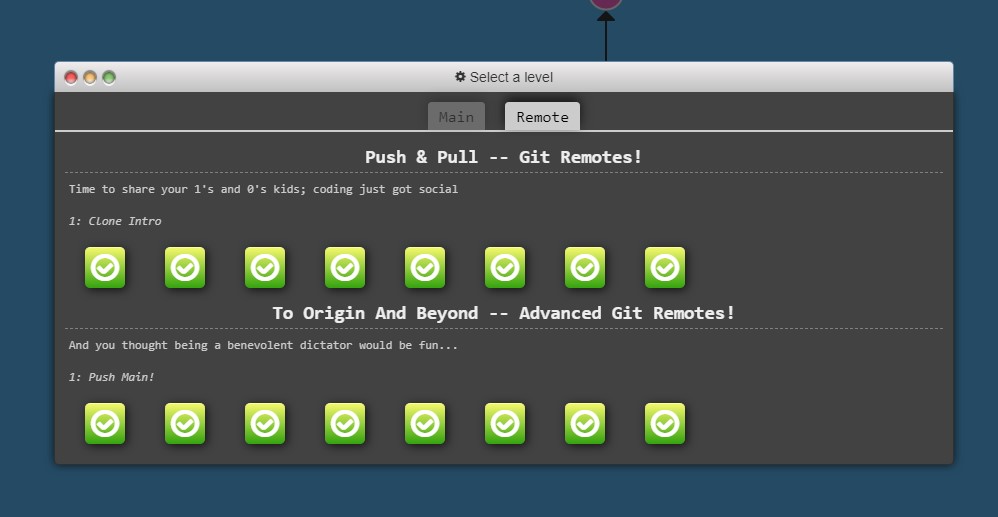 Select a level
Main
Remote
Push & Pull -- Git Remotes!
Time to share your 1's and 0's kids; coding just got social
1: Clone Intro
To Origin And Beyond -- Advanced Git Remotes!
And you thought being a benevolent dictator would be fun...
1: Push Main!